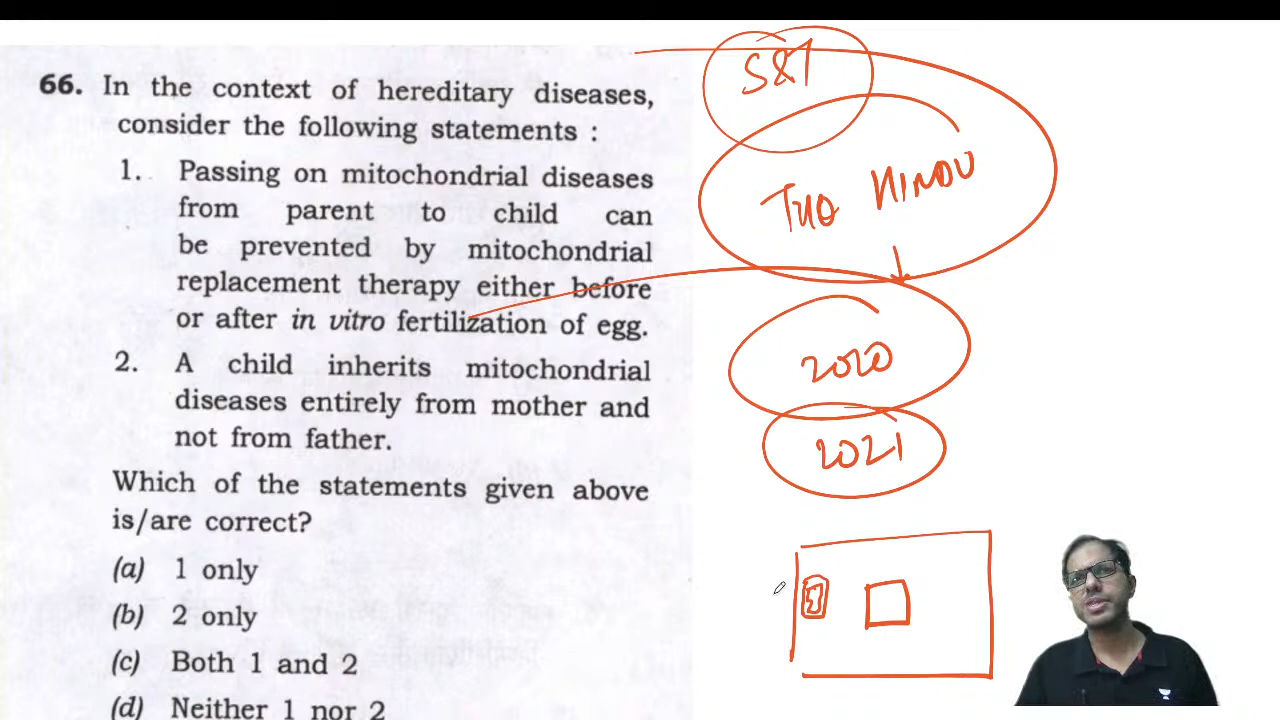 66. In the context of hereditary diseases,
consider the following statements :
1. Passing on mitochondrial diseases
from parent to child can
be prevented by mitochondrial
replacement therapy either before
or after in vitro fertilization of egg.
2. A child inherits mitochondrial
diseases entirely from mother and
not from father.
Which of the statements given above
is/are correct?
(a) 1 only
(b) 2 only
(c) Both 1 and 2
(d) Neither 1 nor 2
S&T
THE HINDU
2020
2021